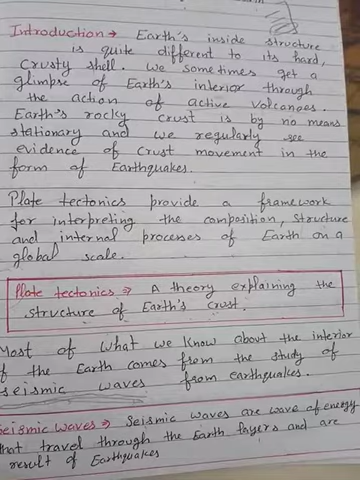 Introduction → Earth's inside structure
is quite different to its hard,
crusty shell. We sometimes get a
glimpse of Earth's interior through
the action of active volcanoes.
Earth's rocky crust is by no means
stationary and we regularly see
evidence of crust movement in the
form of Earthquakes.
Plate tectonics provide a framework
for interpreting the composition, structure
and internal processes of Earth on a
global scale.
Plate tectonics → A theory explaining the
structure of Earth's crust.
Most of what we know about the interior
of the Earth comes from the study of
seismic waves from earthquakes.
Seismic waves → Seismic waves are wave of energy
that travel through the Earth layers and are
result of Earthquakes